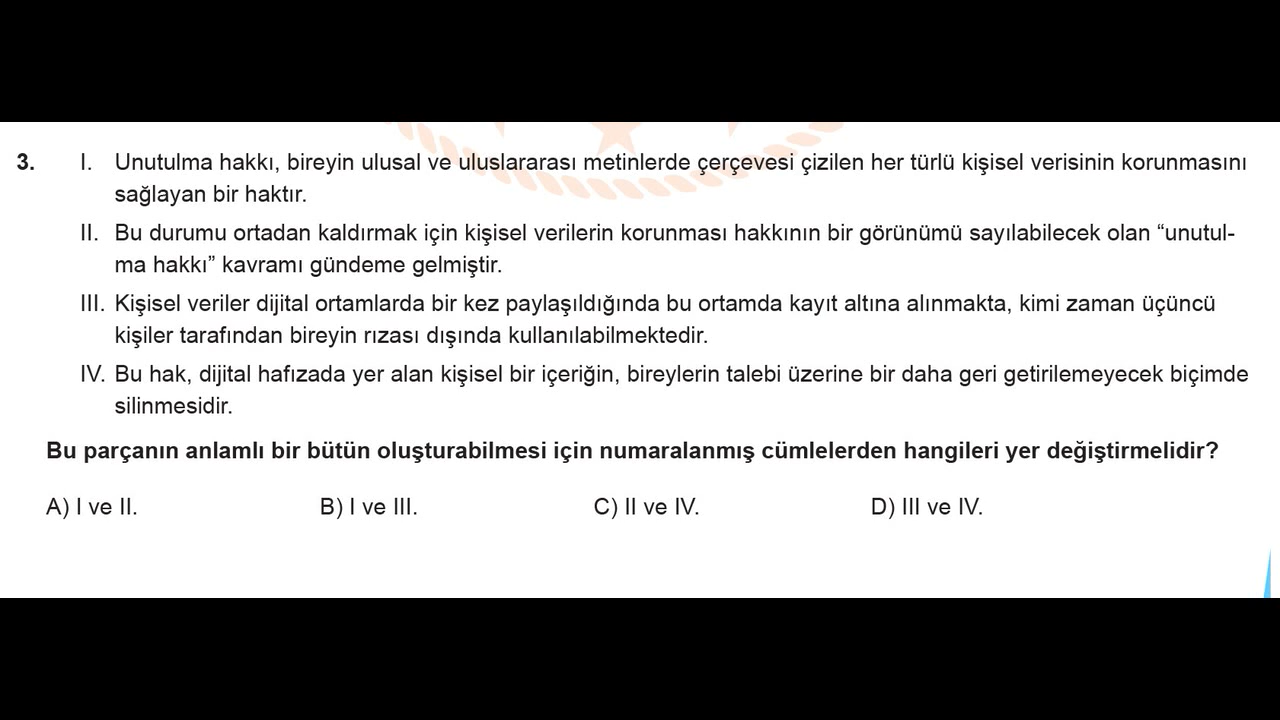 3. I. Unutulma hakkı, bireyin ulusal ve uluslararası metinlerde çerçevesi çizilen her türlü kişisel verisinin korunmasını
sağlayan bir haktır.
II. Bu durumu ortadan kaldırmak için kişisel verilerin korunması hakkının bir görünümü sayılabilecek olan “unutul-
ma hakkı” kavramı gündeme gelmiştir.
III. Kişisel veriler dijital ortamlarda bir kez paylaşıldığında bu ortamda kayıt altına alınmakta, kimi zaman üçüncü
kişiler tarafından bireyin rızası dışında kullanılabilmektedir.
IV. Bu hak, dijital hafızada yer alan kişisel bir içeriğin, bireylerin talebi üzerine bir daha geri getirilemeyecek biçimde
silinmesidir.
Bu parçanın anlamlı bir bütün oluşturabilmesi için numaralanmış cümlelerden hangileri yer değiştirmelidir?
A) I ve II. B) I ve III. C) II ve IV. D) III ve IV.